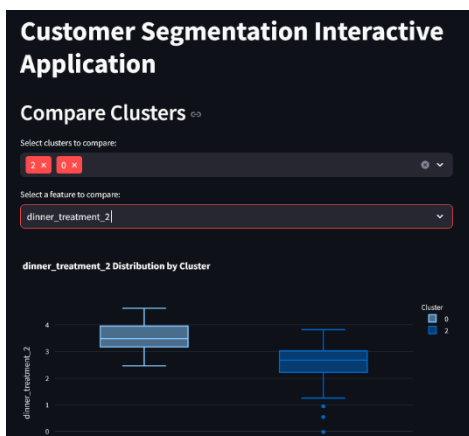 Customer Segmentation Interactive
Application
Compare Clusters
Select clusters to compare:
2 × 0 ×
Select a feature to compare:
dinner_treatment_2
dinner_treatment_2 Distribution by Cluster
Cluster
0
2
4
3
2
1
0
dinner_treatment_2